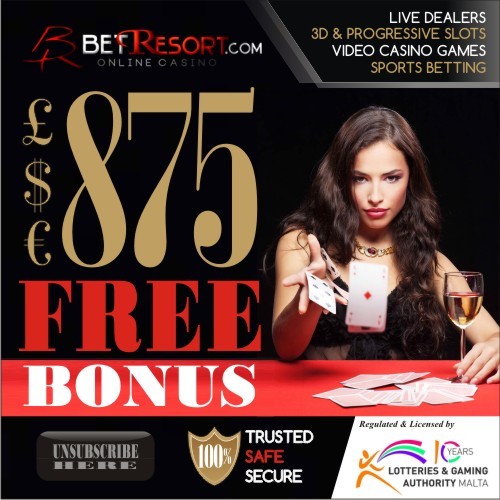 BR BETRESORT.COM
ONLINE CASINO
LIVE DEALERS
3D & PROGRESSIVE SLOTS
VIDEO CASINO GAMES
SPORTS BETTING
£
$
€
875
FREE
BONUS
UNSUBSCRIBE
HERE
100%
TRUSTED
SAFE
SECURE
Regulated & Licensed by
10 YEARS
LOTTERIES & GAMING
AUTHORITY MALTA